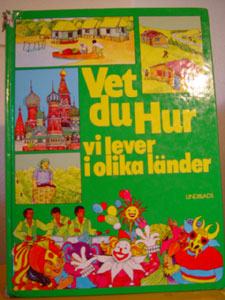 Vet
du Hur
vi lever
i olika länder
LINDBLADS